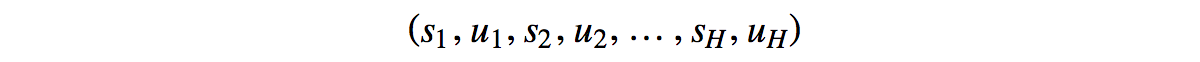 (s₁, u₁, s₂, u₂, … , s_H, u_H)